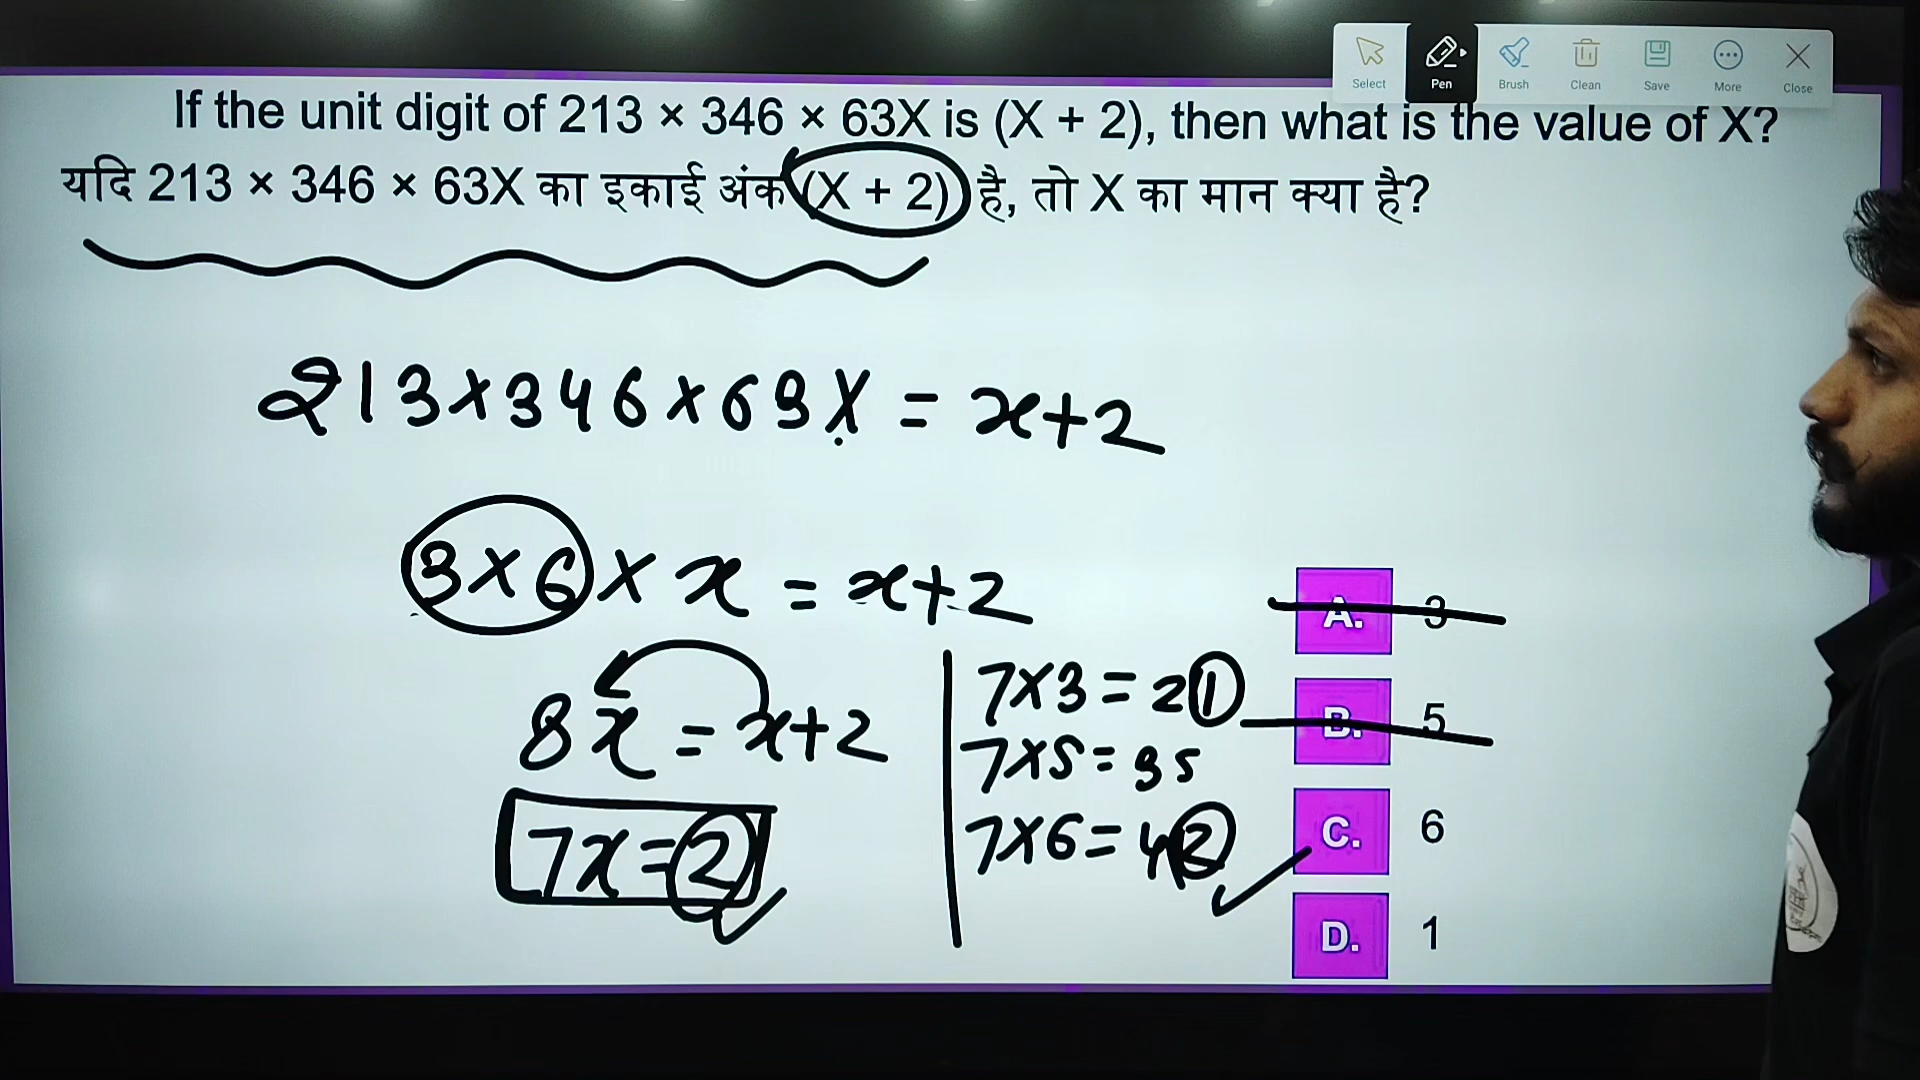 Select Pen Brush Clean Save More Close
If the unit digit of 213 × 346 × 63X is (X + 2), then what is the value of X?
यदि 213 × 346 × 63X का इकाई अंक (X + 2) है, तो X का मान क्या है?
213×346×63X = x+2
3×6×x = x+2
8x = x+2
7x=2
7×3=21
7×5=35
7×6=42
A. 3
B. 5
C. 6
D. 1